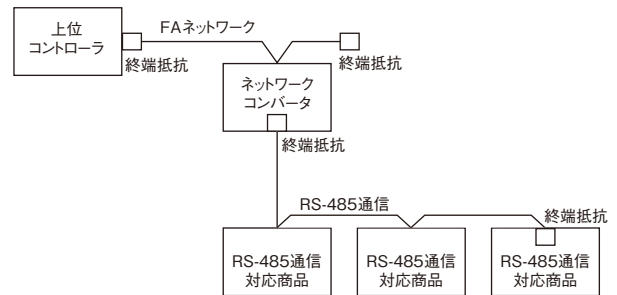 上位
コントローラ
FAネットワーク
終端抵抗
終端抵抗
ネットワーク
コンバータ
終端抵抗
RS-485通信
終端抵抗
RS-485通信
対応商品
RS-485通信
対応商品
RS-485通信
対応商品